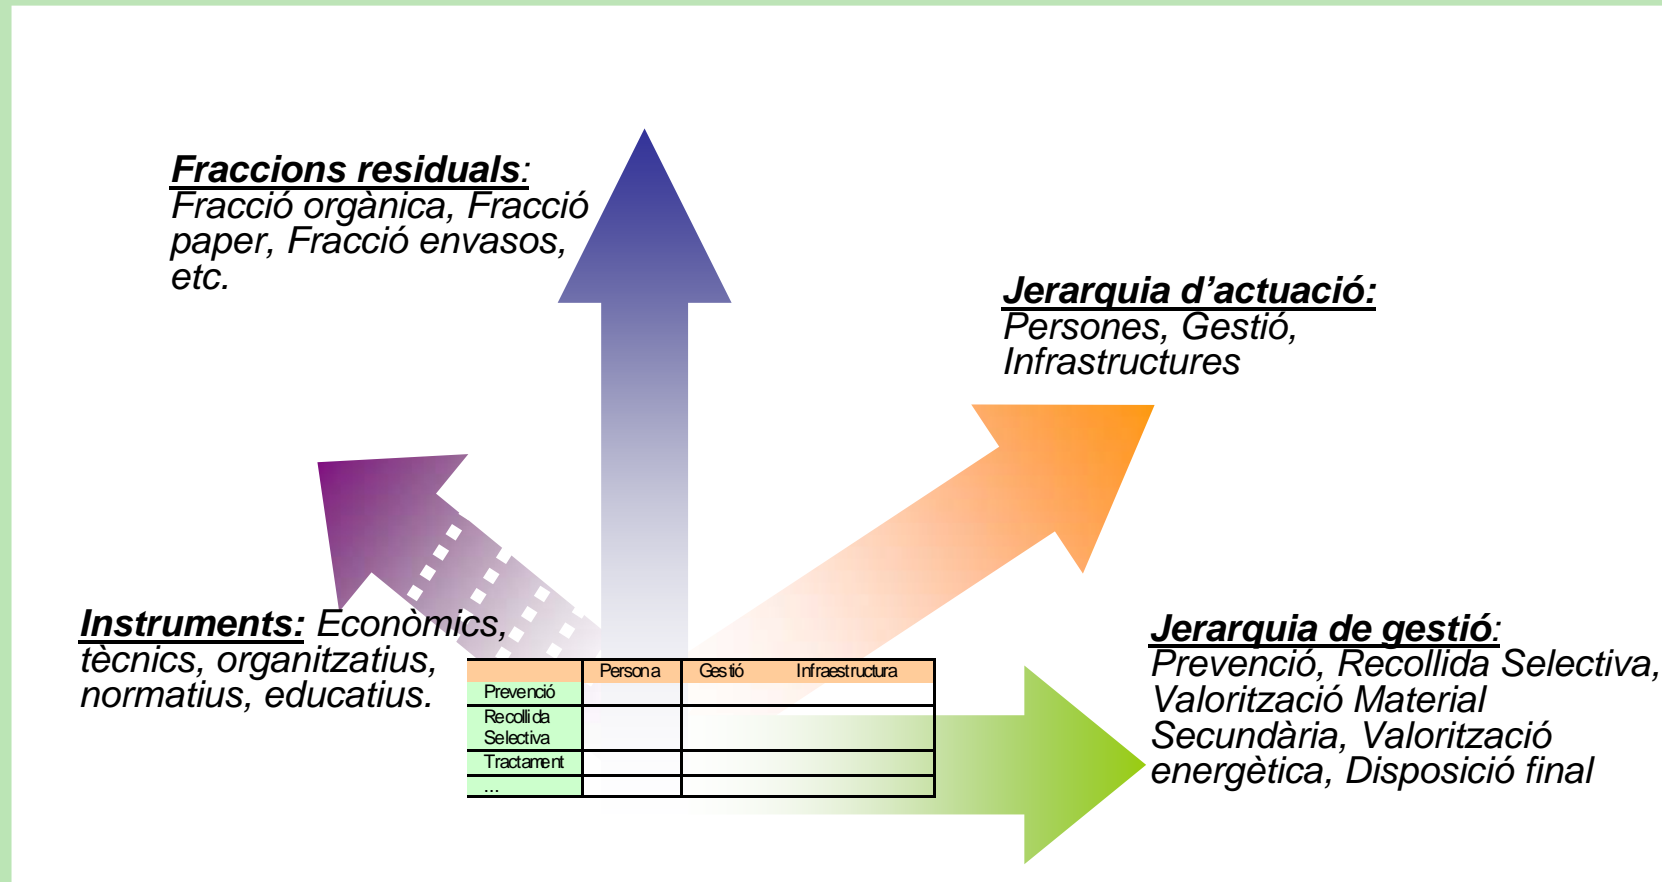 Fraccions residuals:
Fracció orgànica, Fracció
paper, Fracció envasos,
etc.
Jerarquia d’actuació:
Persones, Gestió,
Infrastructures
Instruments: Econòmics,
tècnics, organitzatius,
normatius, educatius.
Persona Gestió Infraestructura
Prevenció
Recollida
Selectiva
Tractament
...
Jerarquia de gestió:
Prevenció, Recollida Selectiva,
Valorització Material
Secundària, Valorització
energètica, Disposició final